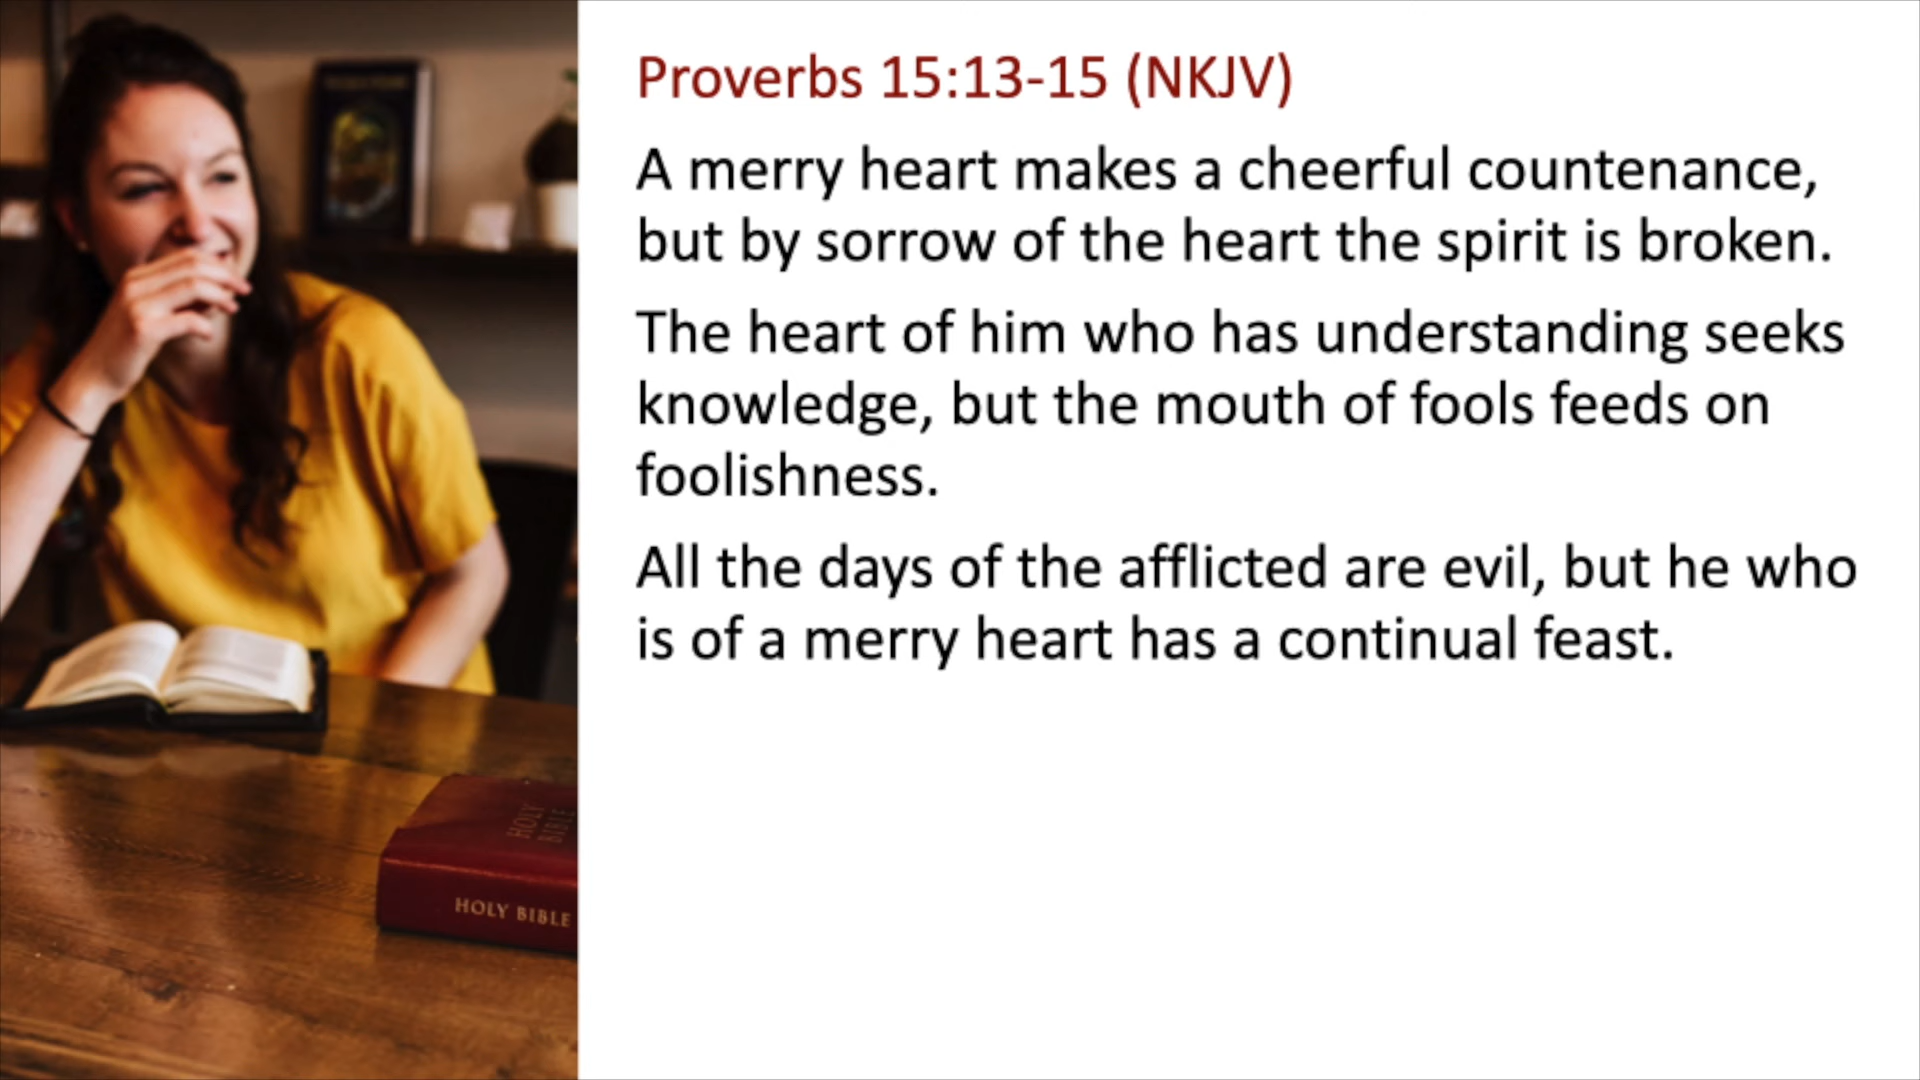 Proverbs 15:13-15 (NKJV)
A merry heart makes a cheerful countenance,
but by sorrow of the heart the spirit is broken.
The heart of him who has understanding seeks
knowledge, but the mouth of fools feeds on
foolishness.
All the days of the afflicted are evil, but he who
is of a merry heart has a continual feast.
HOLY
BIBLE
HOLY BIBLE